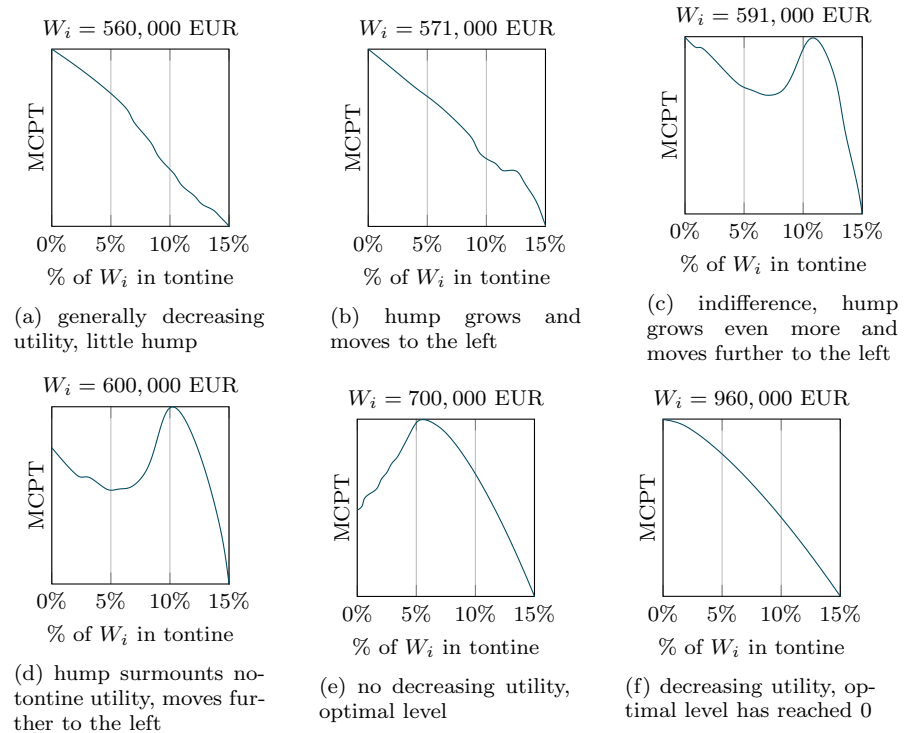 W_i = 560,000 EUR
MCPT
0% 5% 10% 15%
% of W_i in tontine
(a) generally decreasing
utility, little hump
W_i = 571,000 EUR
MCPT
0% 5% 10% 15%
% of W_i in tontine
(b) hump grows and
moves to the left
W_i = 591,000 EUR
MCPT
0% 5% 10% 15%
% of W_i in tontine
(c) indifference, hump
grows even more and
moves further to the left
W_i = 600,000 EUR
MCPT
0% 5% 10% 15%
% of W_i in tontine
(d) hump surmounts no-
tontine utility, moves fur-
ther to the left
W_i = 700,000 EUR
MCPT
0% 5% 10% 15%
% of W_i in tontine
(e) no decreasing utility,
optimal level
W_i = 960,000 EUR
MCPT
0% 5% 10% 15%
% of W_i in tontine
(f) decreasing utility, op-
timal level has reached 0